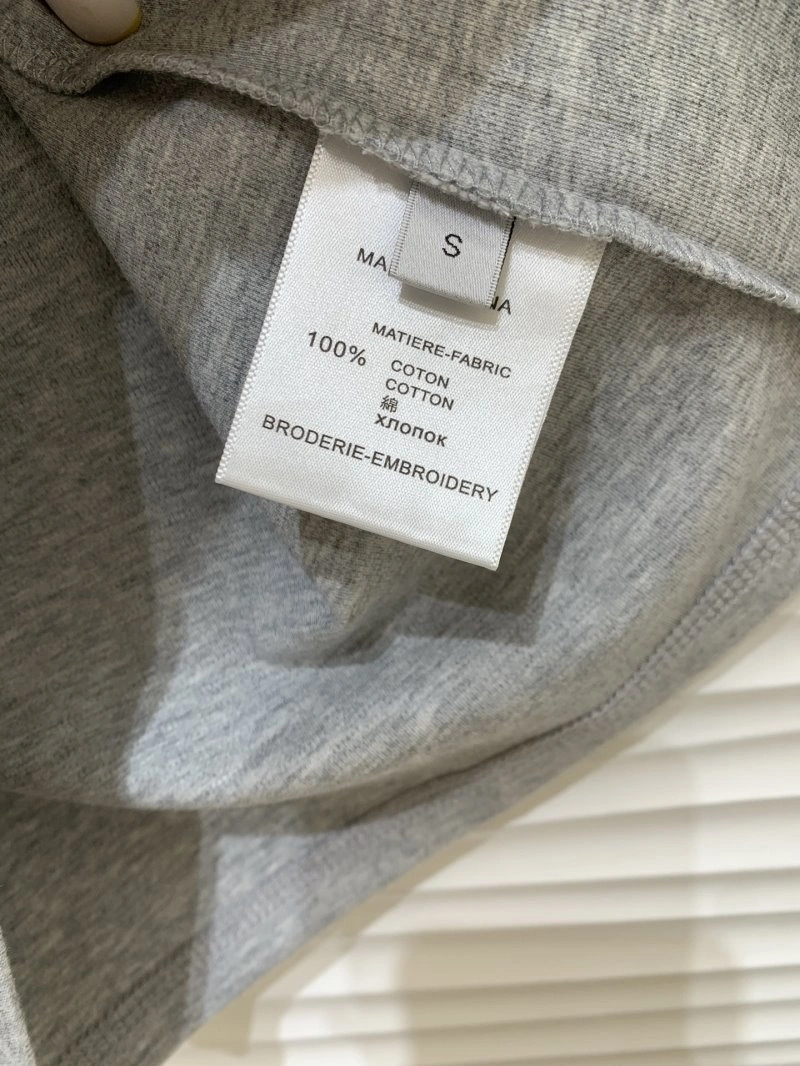 S
MATIERE-FABRIC
100% COTON
COTTON
綿
хлопок
BRODERIE-EMBROIDERY